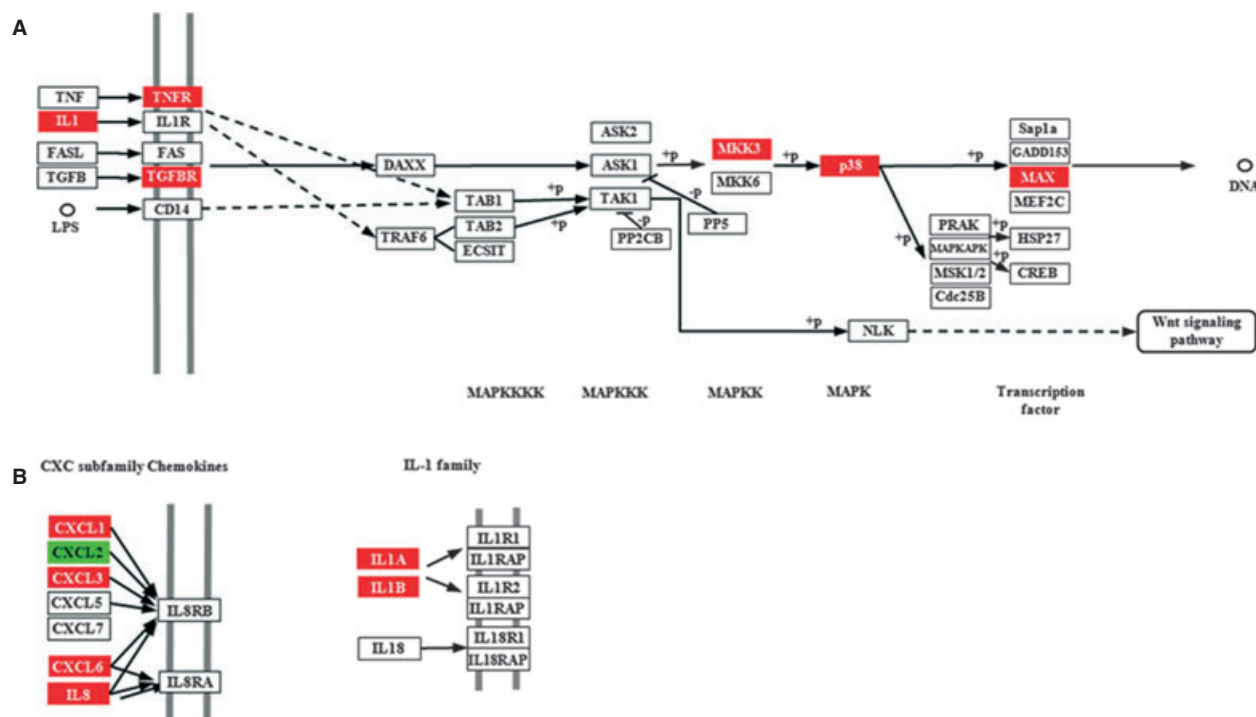 A
TNF
TNFR
IL1
IL1R
FASL
FAS
TGFB
TGFBR
LPS
CD14
DAXX
TRAF6
TAB1
TAB2
ECSIT
+p
+p
ASK2
ASK1
TAK1
PP2CB
-p
PP5
-p
+p
MKK3
MKK6
+p
p38
+p
+p
Sap1a
GADD153
MAX
MEF2C
DNA
PRAK
MAPKAPK
MSK1/2
Cdc25B
+p
HSP27
+p
CREB
+p
NLK
Wnt signaling
pathway
MAPKKKK
MAPKKK
MAPKK
MAPK
Transcription
factor
B
CXC subfamily Chemokines
CXCL1
CXCL2
CXCL3
CXCL5
CXCL7
CXCL6
IL8
IL8RB
IL8RA
IL-1 family
IL1A
IL1B
IL18
IL1R1
IL1RAP
IL1R2
IL1RAP
IL18R1
IL18RAP